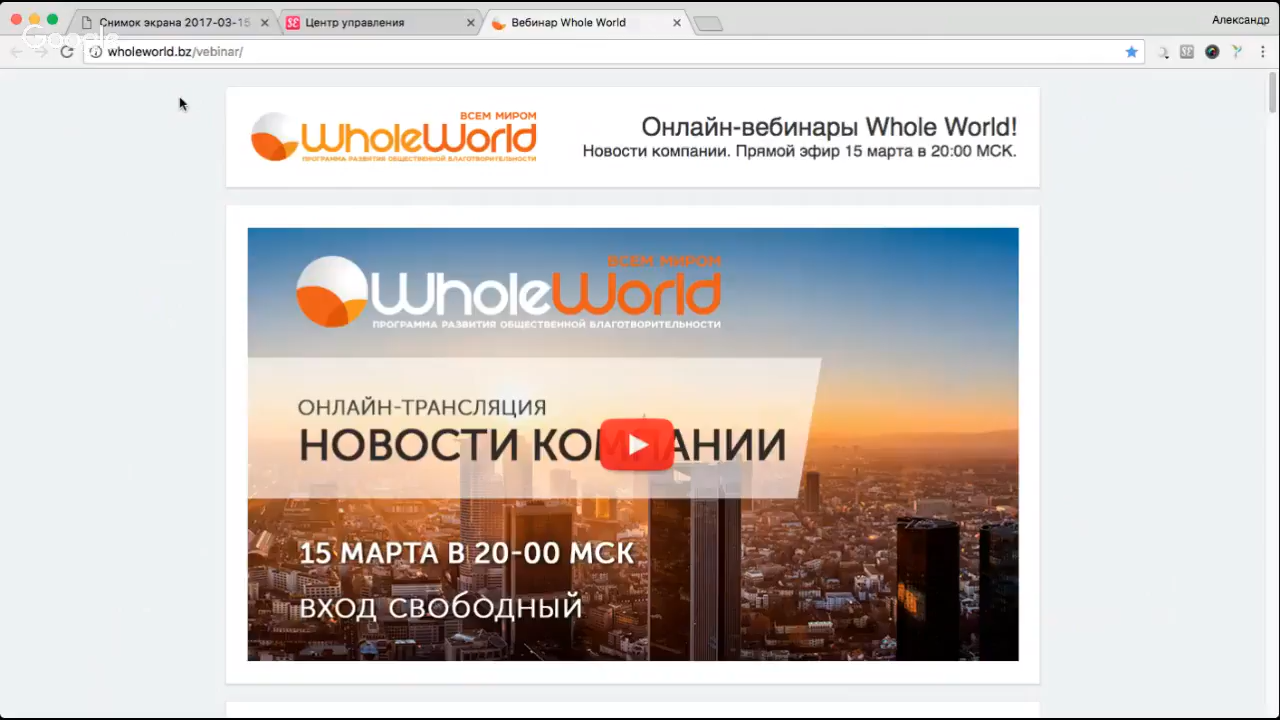 Снимок экрана 2017-03-15
Центр управления
Вебинар Whole World
Александр
Google
wholeworld.bz/vebinar/
ВСЕМ МИРОМ
WholeWorld
ПРОГРАММА РАЗВИТИЯ ОБЩЕСТВЕННОЙ БЛАГОТВОРИТЕЛЬНОСТИ
Онлайн-вебинары Whole World!
Новости компании. Прямой эфир 15 марта в 20:00 МСК.
ВСЕМ МИРОМ
WholeWorld
ПРОГРАММА РАЗВИТИЯ ОБЩЕСТВЕННОЙ БЛАГОТВОРИТЕЛЬНОСТИ
ОНЛАЙН-ТРАНСЛЯЦИЯ
НОВОСТИ КОМПАНИИ
15 МАРТА В 20-00 МСК
ВХОД СВОБОДНЫЙ